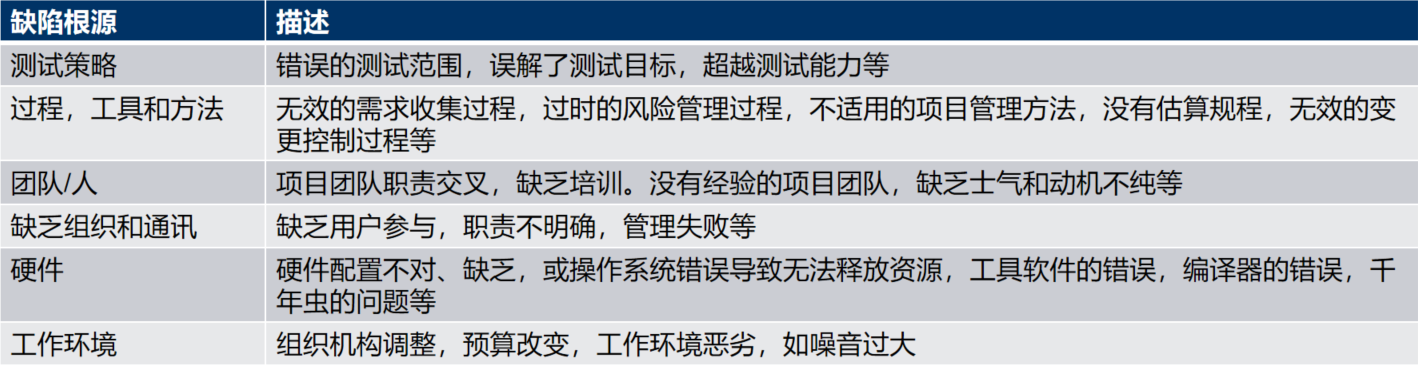 缺陷根源 描述
测试策略 错误的测试范围，误解了测试目标，超越测试能力等
过程，工具和方法 无效的需求收集过程，过时的风险管理过程，不适用的项目管理方法，没有估算规程，无效的变
更控制过程等
团队/人 项目团队职责交叉，缺乏培训。没有经验的项目团队，缺乏士气和动机不纯等
缺乏组织和通讯 缺乏用户参与，职责不明确，管理失败等
硬件 硬件配置不对、缺乏，或操作系统错误导致无法释放资源，工具软件的错误，编译器的错误，千
年虫的问题等
工作环境 组织机构调整，预算改变，工作环境恶劣，如噪音过大